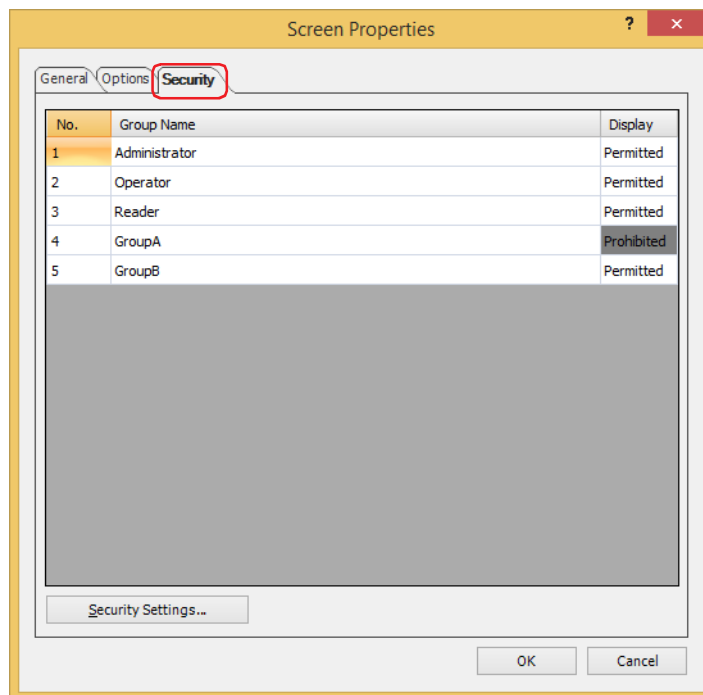 Screen Properties ? ×
General Options Security
No. Group Name Display
1 Administrator Permitted
2 Operator Permitted
3 Reader Permitted
4 GroupA Prohibited
5 GroupB Permitted
Security Settings...
OK Cancel